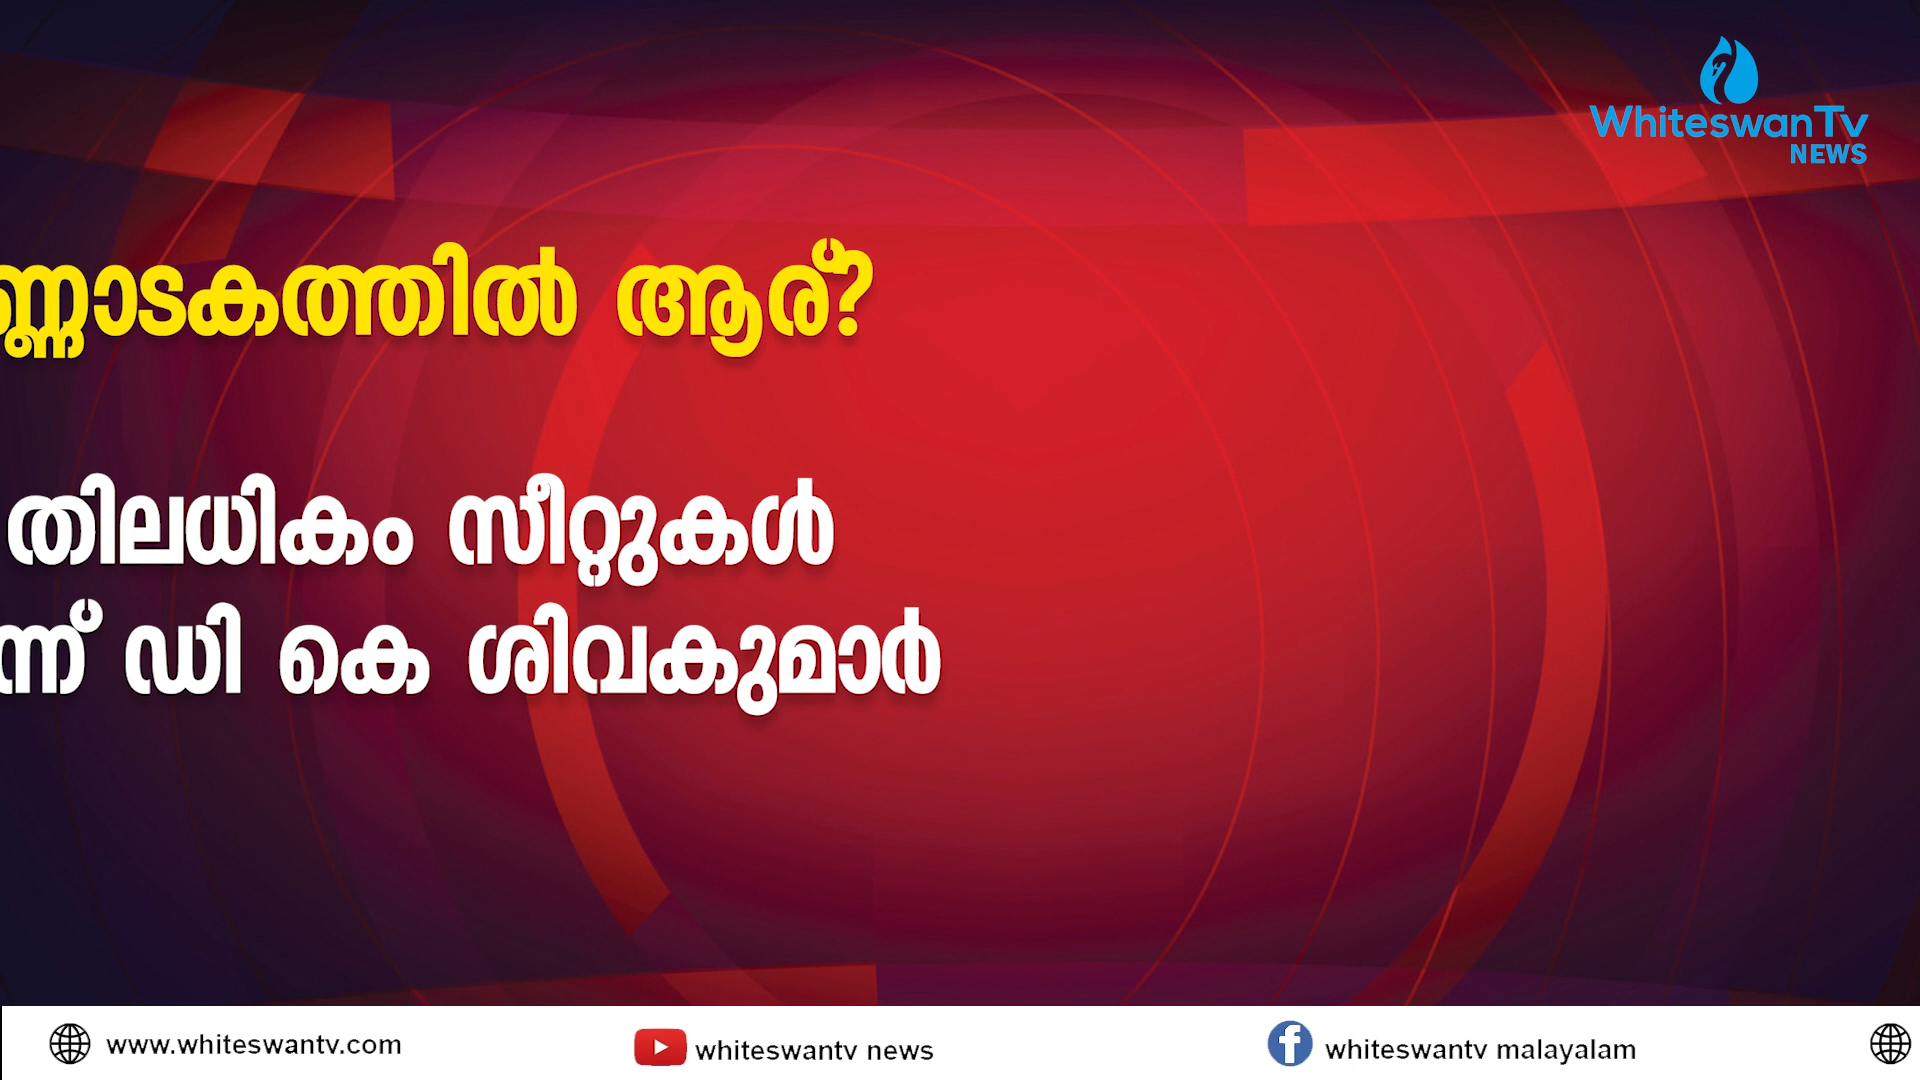 WhiteswanTv
NEWS
ണ്ണാടകത്തിൽ ആര്?
തിലധികം സീറ്റുകൾ
ന്ന് ഡി കെ ശിവകുമാർ
www.whiteswantv.com
whiteswantv news
whiteswantv malayalam